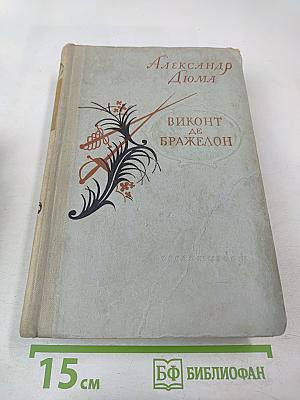 Александр
Дюма
ВИКОНТ
ДЕ
БРАЖЕЛОН
15 см
БФ БИБЛИОФАН